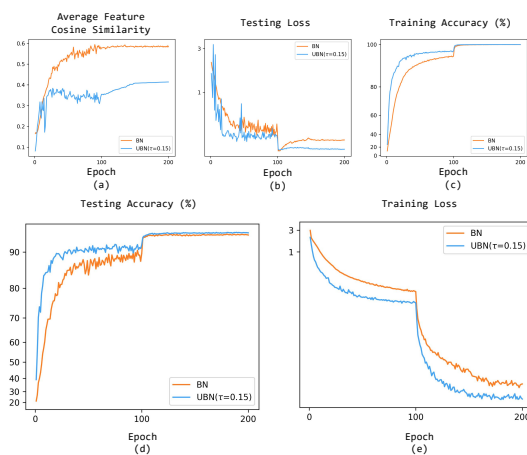 Average Feature
Cosine Similarity
0.6
0.5
0.4
0.3
0.2
0.1
0
100
200
BN
UBN(τ=0.15)
Epoch
(a)
Testing Loss
3
1
0
100
200
BN
UBN(τ=0.15)
Epoch
(b)
Training Accuracy (%)
100
80
60
40
20
0
0
100
200
BN
UBN(τ=0.15)
Epoch
(c)
Testing Accuracy (%)
90
80
70
60
50
40
30
20
0
100
200
BN
UBN(τ=0.15)
Epoch
(d)
Training Loss
3
1
0
100
200
BN
UBN(τ=0.15)
Epoch
(e)